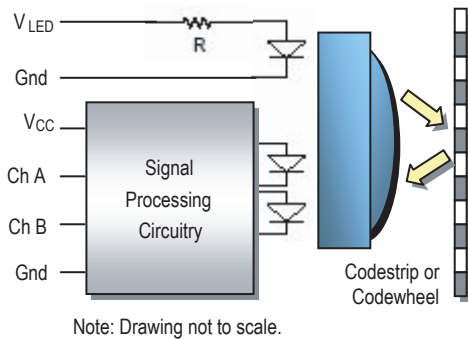 VLED
R
Gnd
VCC
Ch A
Ch B
Gnd
Signal
Processing
Circuitry
Codestrip or
Codewheel
Note: Drawing not to scale.